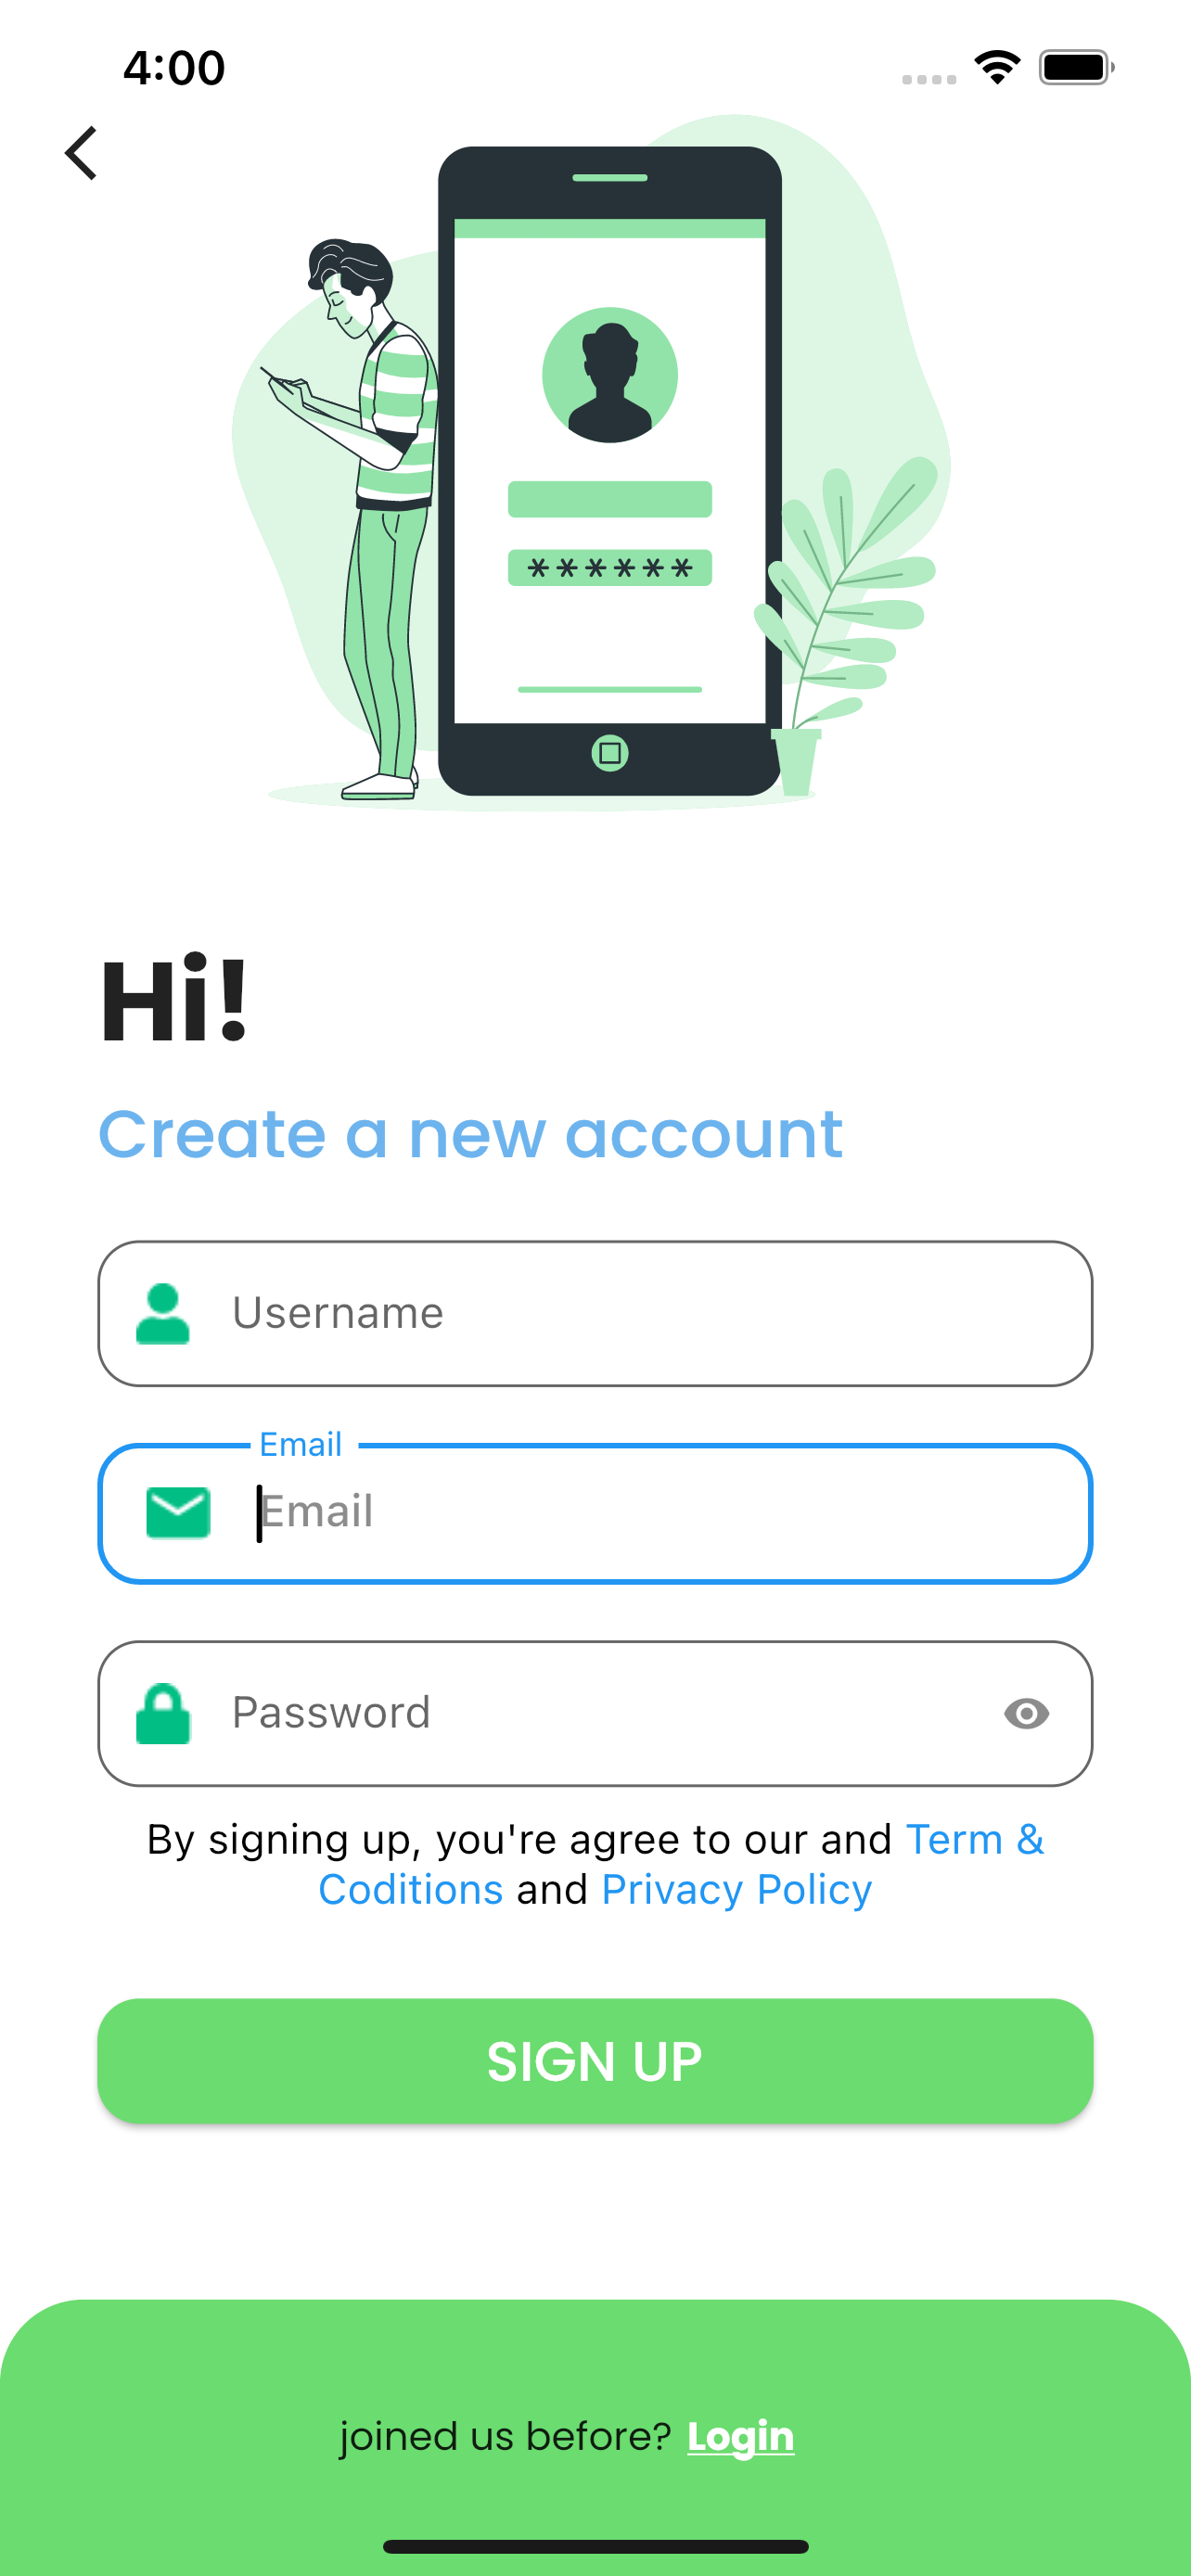 4:00
******
Hi!
Create a new account
Username
Email
Email
Password
By signing up, you're agree to our and Term &
Coditions and Privacy Policy
SIGN UP
joined us before? Login